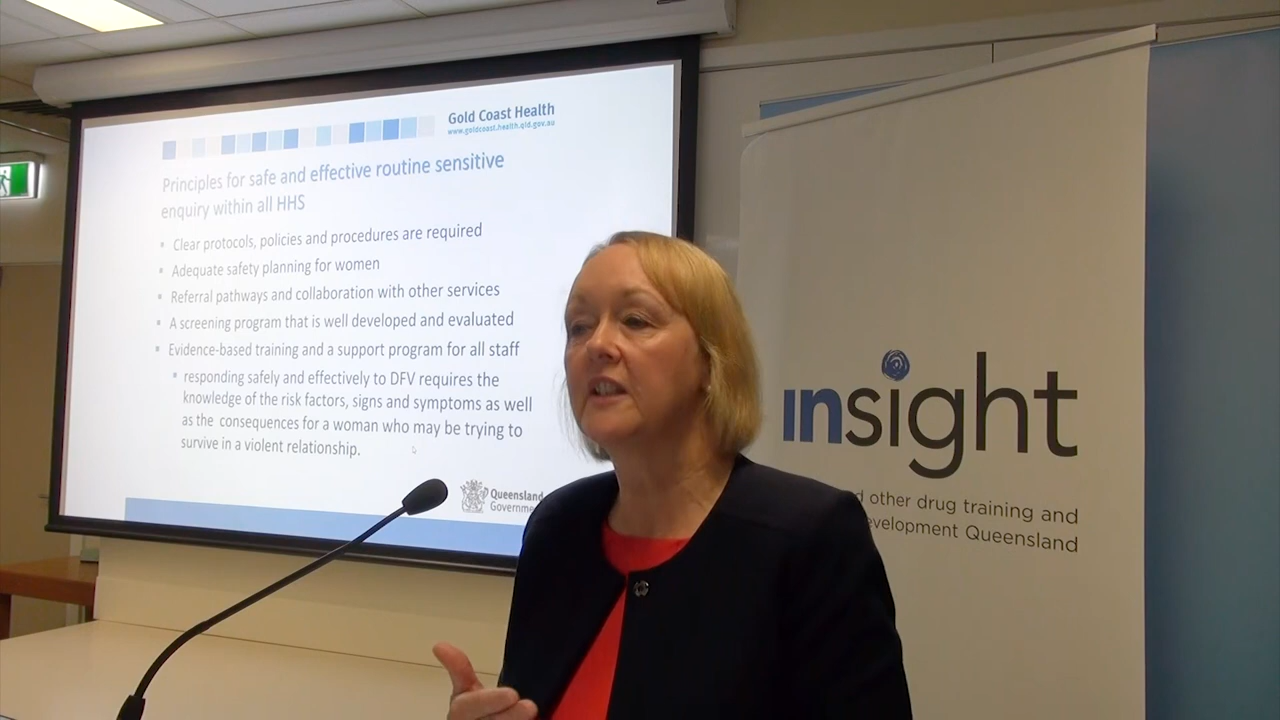 Gold Coast Health
www.goldcoast.health.qld.gov.au
Principles for safe and effective routine sensitive
enquiry within all HHS
Clear protocols, policies and procedures are required
Adequate safety planning for women
Referral pathways and collaboration with other services
A screening program that is well developed and evaluated
Evidence-based training and a support program for all staff
responding safely and effectively to DFV requires the
knowledge of the risk factors, signs and symptoms as well
as the consequences for a woman who may be trying to
survive in a violent relationship.
Queensland
insight
other drug training and
Queensland